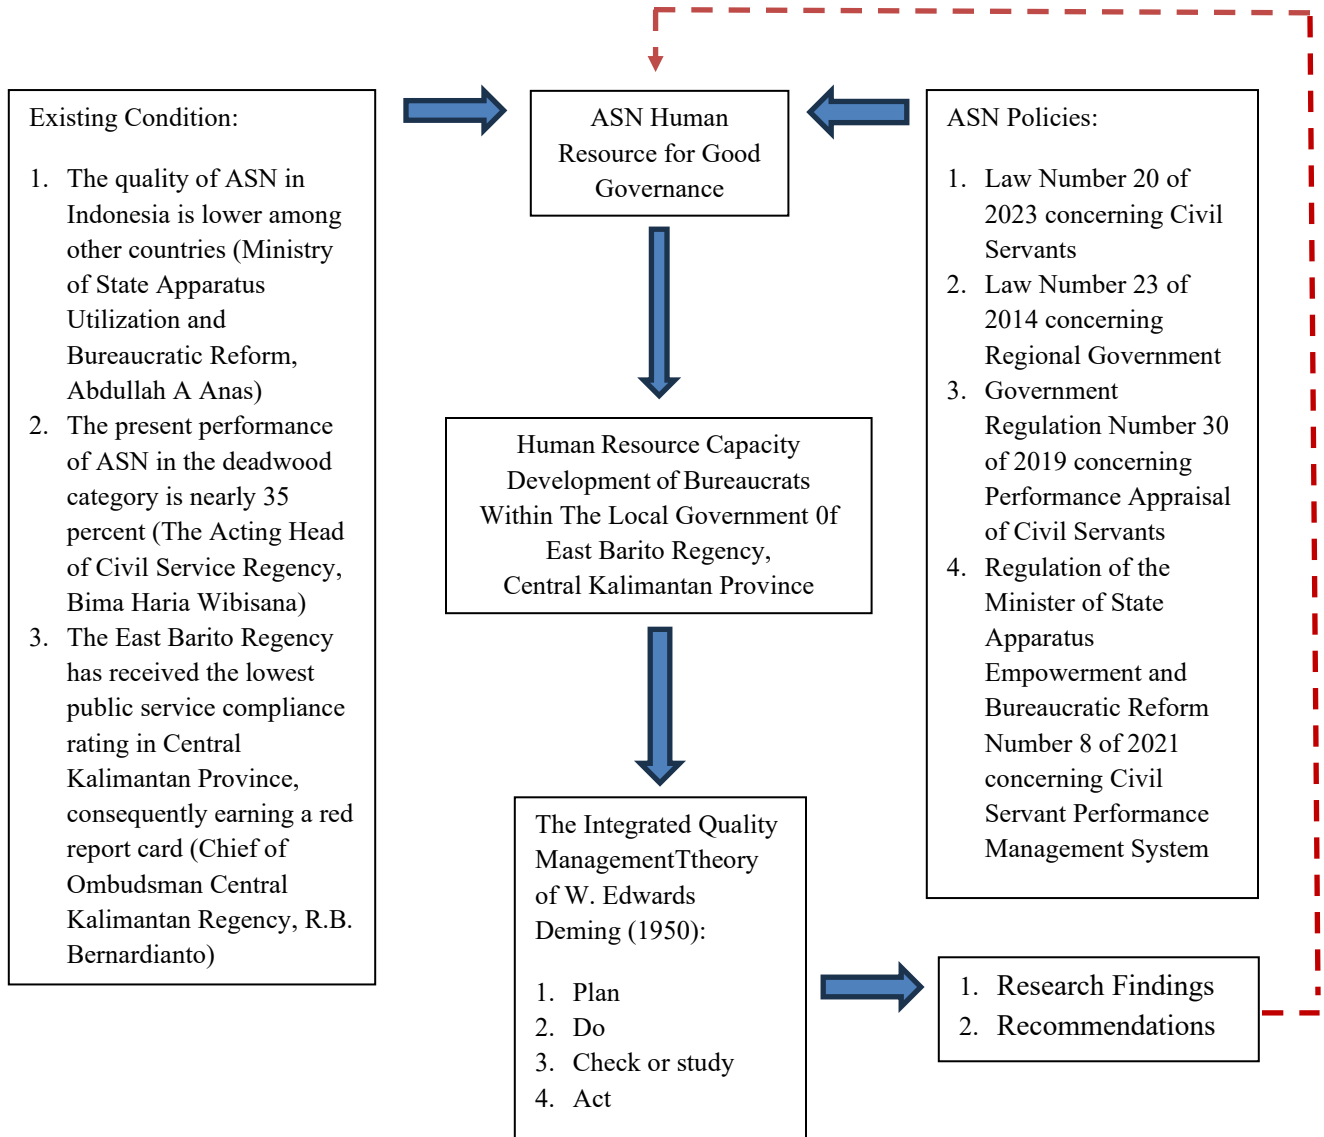 Existing Condition:
1. The quality of ASN in
Indonesia is lower among
other countries (Ministry
of State Apparatus
Utilization and
Bureaucratic Reform,
Abdullah A Anas)
2. The present performance
of ASN in the deadwood
category is nearly 35
percent (The Acting Head
of Civil Service Regency,
Bima Haria Wibisana)
3. The East Barito Regency
has received the lowest
public service compliance
rating in Central
Kalimantan Province,
consequently earning a red
report card (Chief of
Ombudsman Central
Kalimantan Regency, R.B.
Bernardianto)
ASN Human
Resource for Good
Governance
Human Resource Capacity
Development of Bureaucrats
Within The Local Government 0f
East Barito Regency,
Central Kalimantan Province
The Integrated Quality
ManagementTtheory
of W. Edwards
Deming (1950):
1. Plan
2. Do
3. Check or study
4. Act
ASN Policies:
1. Law Number 20 of
2023 concerning Civil
Servants
2. Law Number 23 of
2014 concerning
Regional Government
3. Government
Regulation Number 30
of 2019 concerning
Performance Appraisal
of Civil Servants
4. Regulation of the
Minister of State
Apparatus
Empowerment and
Bureaucratic Reform
Number 8 of 2021
concerning Civil
Servant Performance
Management System
1. Research Findings
2. Recommendations